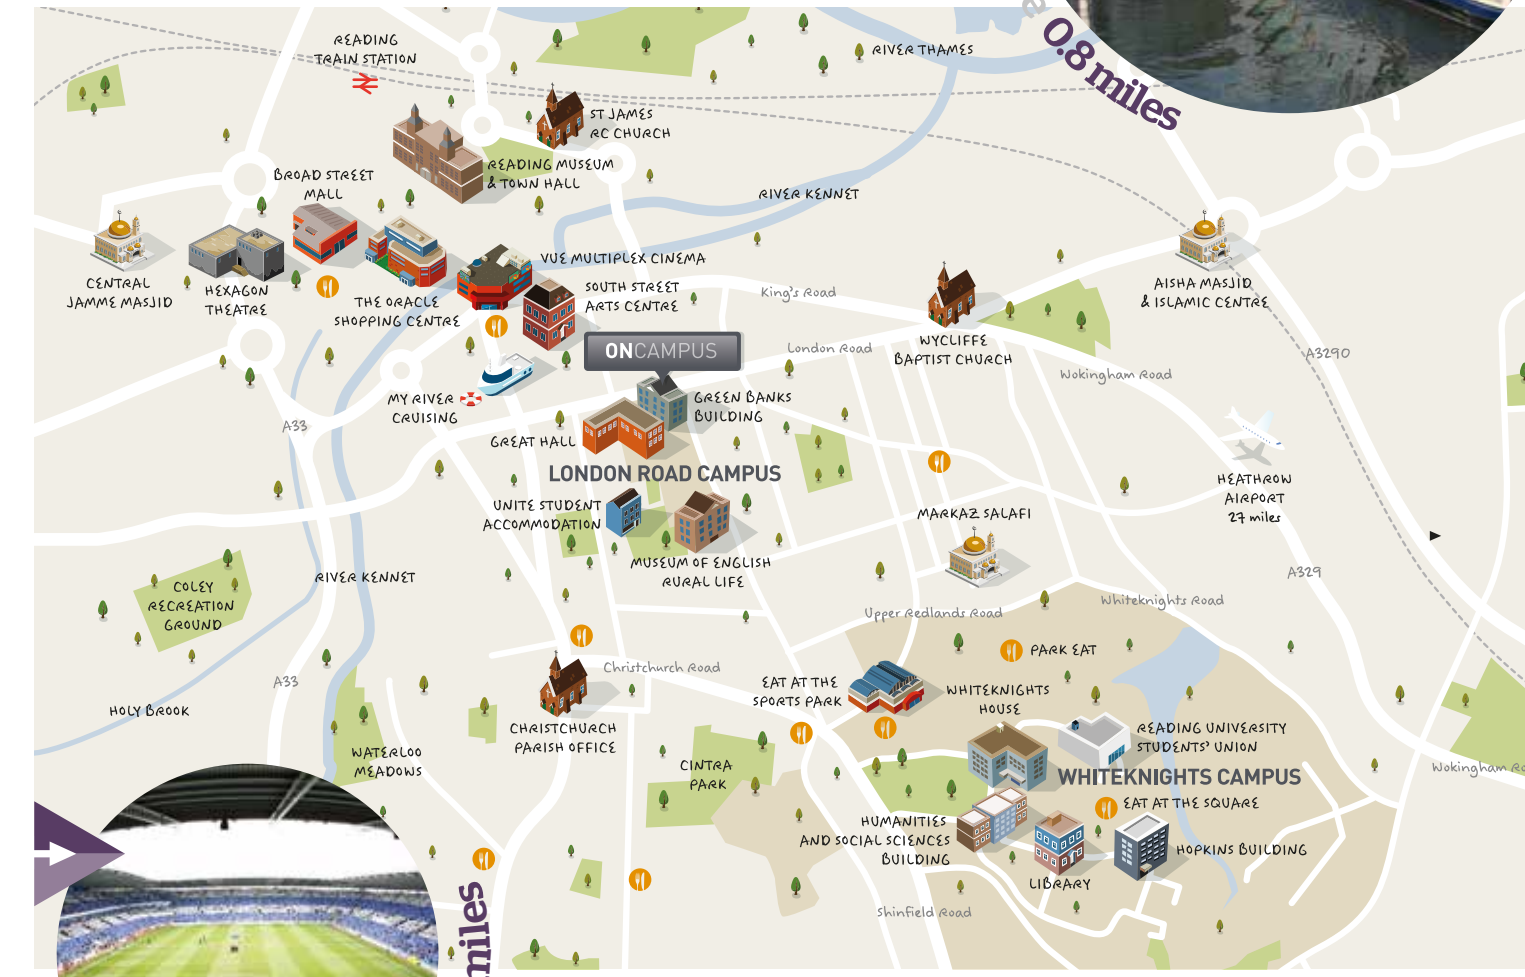 0.8 miles
READING
TRAIN STATION
RIVER THAMES
ST JAMES
RC CHURCH
READING MUSEUM
& TOWN HALL
BROAD STREET
MALL
RIVER KENNET
CENTRAL
JAMME MASJID
HEXAGON
THEATRE
THE ORACLE
SHOPPING CENTRE
VUE MULTIPLEX CINEMA
SOUTH STREET
ARTS CENTRE
King's Road
AISHA MASJID
& ISLAMIC CENTRE
ONCAMPUS
London Road
WYCLIFFE
BAPTIST CHURCH
A3290
Wokingham Road
MY RIVER
CRUISING
GREEN BANKS
BUILDING
A33
GREAT HALL
LONDON ROAD CAMPUS
HEATHROW
AIRPORT
27 miles
UNITE STUDENT
ACCOMMODATION
MARKAZ SALAFI
MUSEUM OF ENGLISH
RURAL LIFE
RIVER KENNET
COLEY
RECREATION
GROUND
A329
Whiteknights Road
Upper Redlands Road
PARK EAT
Christchurch Road
A33
EAT AT THE
SPORTS PARK
WHITEKNIGHTS
HOUSE
HOLY BROOK
CHRISTCHURCH
PARISH OFFICE
READING UNIVERSITY
STUDENTS' UNION
WATERLOO
MEADOWS
CINTRA
PARK
WHITEKNIGHTS CAMPUS
Wokingham Ro
EAT AT THE SQUARE
HUMANITIES
AND SOCIAL SCIENCES
BUILDING
HOPKINS BUILDING
LIBRARY
Shinfield Road
miles